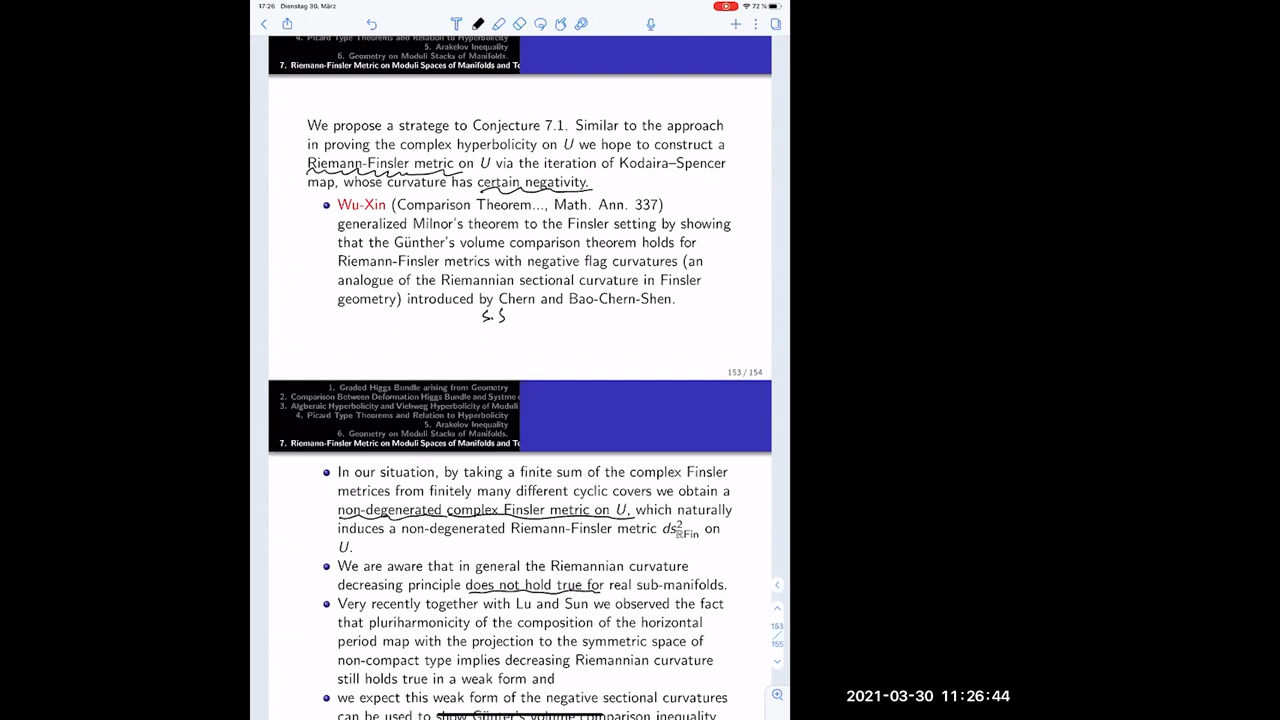 17:26 Dienstag 30. März
72 %
4. Picard Type Theorems and Relation to Hyperbolicity
5. Arakelov Inequality
6. Geometry on Moduli Stacks of Manifolds.
7. Riemann-Finsler Metric on Moduli Spaces of Manifolds and To
We propose a stratege to Conjecture 7.1. Similar to the approach
in proving the complex hyperbolicity on U we hope to construct a
Riemann-Finsler metric on U via the iteration of Kodaira–Spencer
map, whose curvature has certain negativity.
Wu-Xin (Comparison Theorem..., Math. Ann. 337)
generalized Milnor's theorem to the Finsler setting by showing
that the Günther's volume comparison theorem holds for
Riemann-Finsler metrics with negative flag curvatures (an
analogue of the Riemannian sectional curvature in Finsler
geometry) introduced by Chern and Bao-Chern-Shen.
S.S
153 / 154
1. Graded Higgs Bundle arising from Geometry
2. Comparison Between Deformation Higgs Bundle and Systme o
3. Algberaic Hyperbolicity and Viehweg Hyperbolicity of Moduli
4. Picard Type Theorems and Relation to Hyperbolicity
5. Arakelov Inequality
6. Geometry on Moduli Stacks of Manifolds.
7. Riemann-Finsler Metric on Moduli Spaces of Manifolds and To
In our situation, by taking a finite sum of the complex Finsler
metrices from finitely many different cyclic covers we obtain a
non-degenerated complex Finsler metric on U, which naturally
induces a non-degenerated Riemann-Finsler metric ds²ℝFin on
U.
We are aware that in general the Riemannian curvature
decreasing principle does not hold true for real sub-manifolds.
Very recently together with Lu and Sun we observed the fact
that pluriharmonicity of the composition of the horizontal
period map with the projection to the symmetric space of
non-compact type implies decreasing Riemannian curvature
still holds true in a weak form and
we expect this weak form of the negative sectional curvatures
can be used to show Günter's volume comparison inequality
153
155
2021-03-30 11:26:44